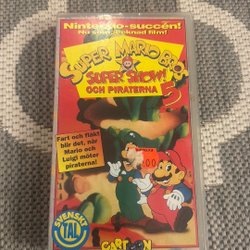 Nintendo-succén!
Nu som tecknad film!
SUPER MARIO BROS
SUPER SHOW!
OCH PIRATERNA
5
Fart och fläkt
blir det, när
Mario och
Luigi möter
piraterna!
SVENSKT
TAL
CARTOON